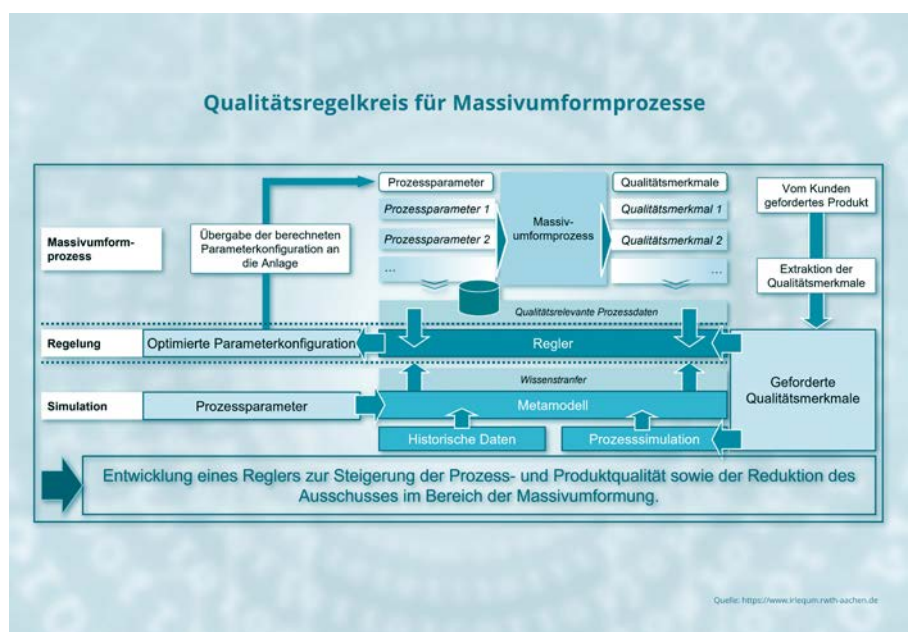 Qualitätsregelkreis für Massivumformprozesse
Prozessparameter
Qualitätsmerkmale
Vom Kunden
gefordertes Produkt
Prozessparameter 1
Qualitätsmerkmal 1
Massiv-
umformprozess
Übergabe der berechneten
Parameterkonfiguration an
die Anlage
Massivumform-
prozess
Prozessparameter 2
Qualitätsmerkmal 2
...
...
Extraktion der
Qualitätsmerkmale
Qualitätsrelevante Prozessdaten
Regelung
Optimierte Parameterkonfiguration
Regler
Wissenstranfer
Geforderte
Qualitätsmerkmale
Simulation
Prozessparameter
Metamodell
Historische Daten
Prozesssimulation
Entwicklung eines Reglers zur Steigerung der Prozess- und Produktqualität sowie der Reduktion des
Ausschusses im Bereich der Massivumformung.
Quelle: https://www.irlequm.rwth-aachen.de